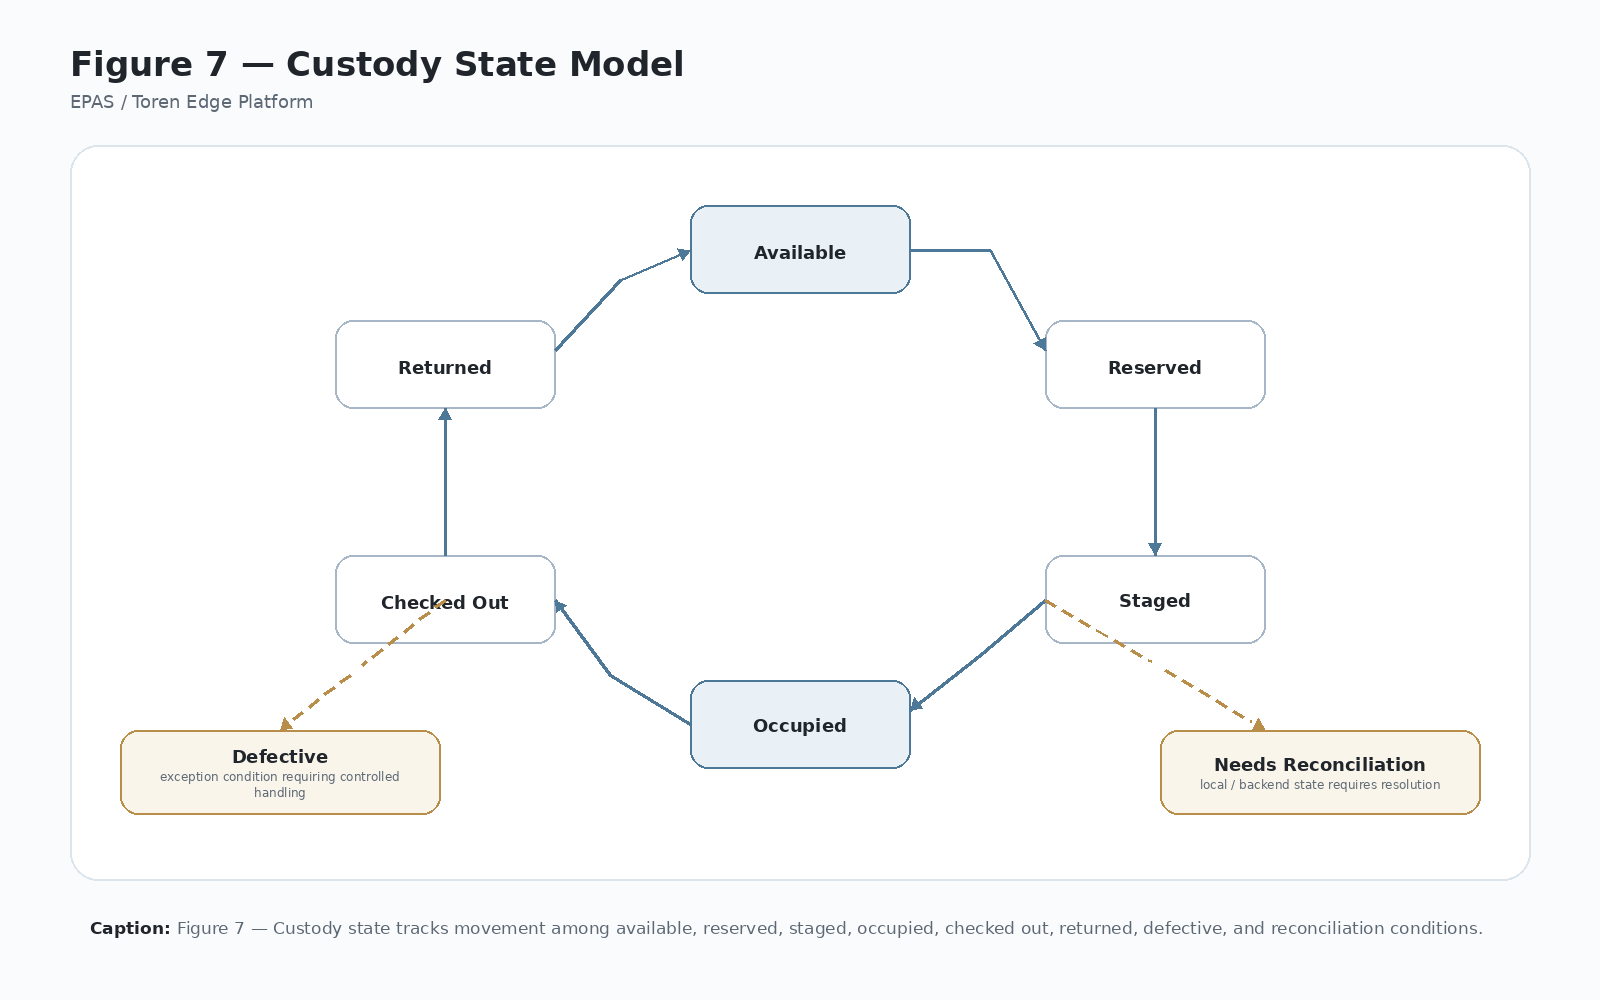 Figure 7 — Custody State Model
EPAS / Toren Edge Platform
Available
Returned
Reserved
Checked Out
Staged
Occupied
Defective
exception condition requiring controlled
handling
Needs Reconciliation
local / backend state requires resolution
Caption: Figure 7 — Custody state tracks movement among available, reserved, staged, occupied, checked out, returned, defective, and reconciliation conditions.